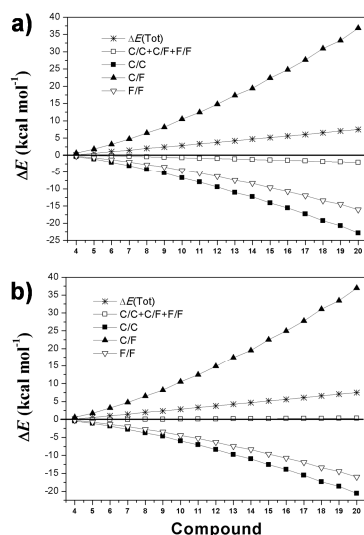 a)
ΔE (kcal mol⁻¹)
40
35
30
25
20
15
10
5
0
-5
-10
-15
-20
-25
ΔE(Tot)
C/C+C/F+F/F
C/C
C/F
F/F
4 5 6 7 8 9 10 11 12 13 14 15 16 17 18 19 20
b)
ΔE (kcal mol⁻¹)
40
35
30
25
20
15
10
5
0
-5
-10
-15
-20
ΔE(Tot)
C/C+C/F+F/F
C/C
C/F
F/F
4 5 6 7 8 9 10 11 12 13 14 15 16 17 18 19 20
Compound